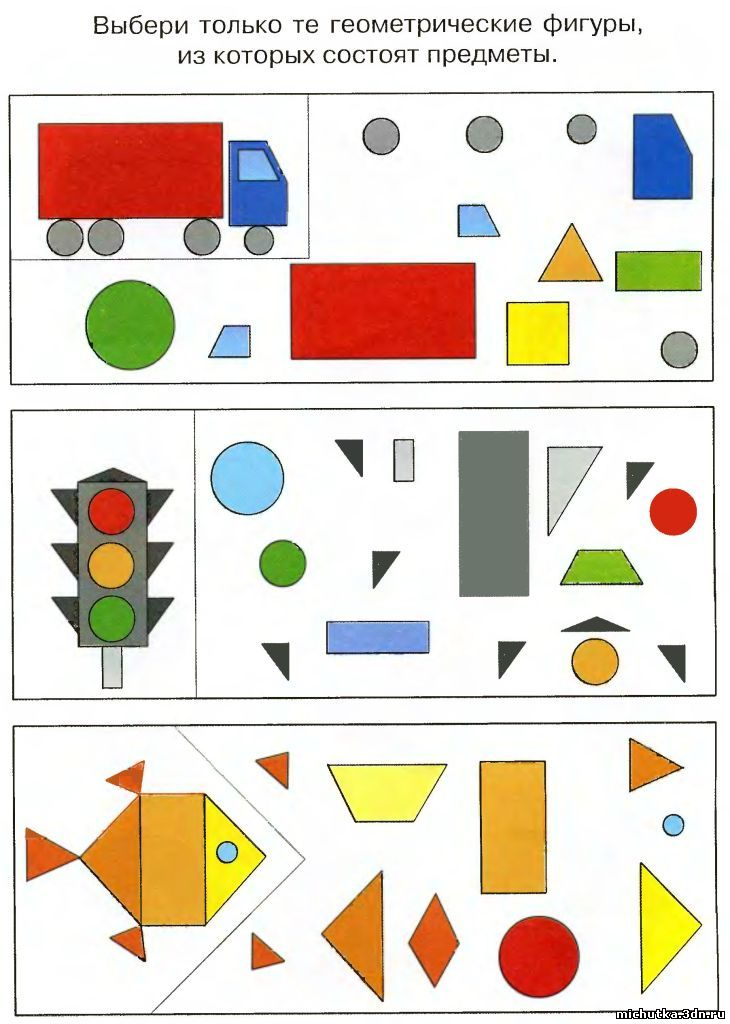 Выбери только те геометрические фигуры,
из которых состоят предметы.
michutka.3dn.ru